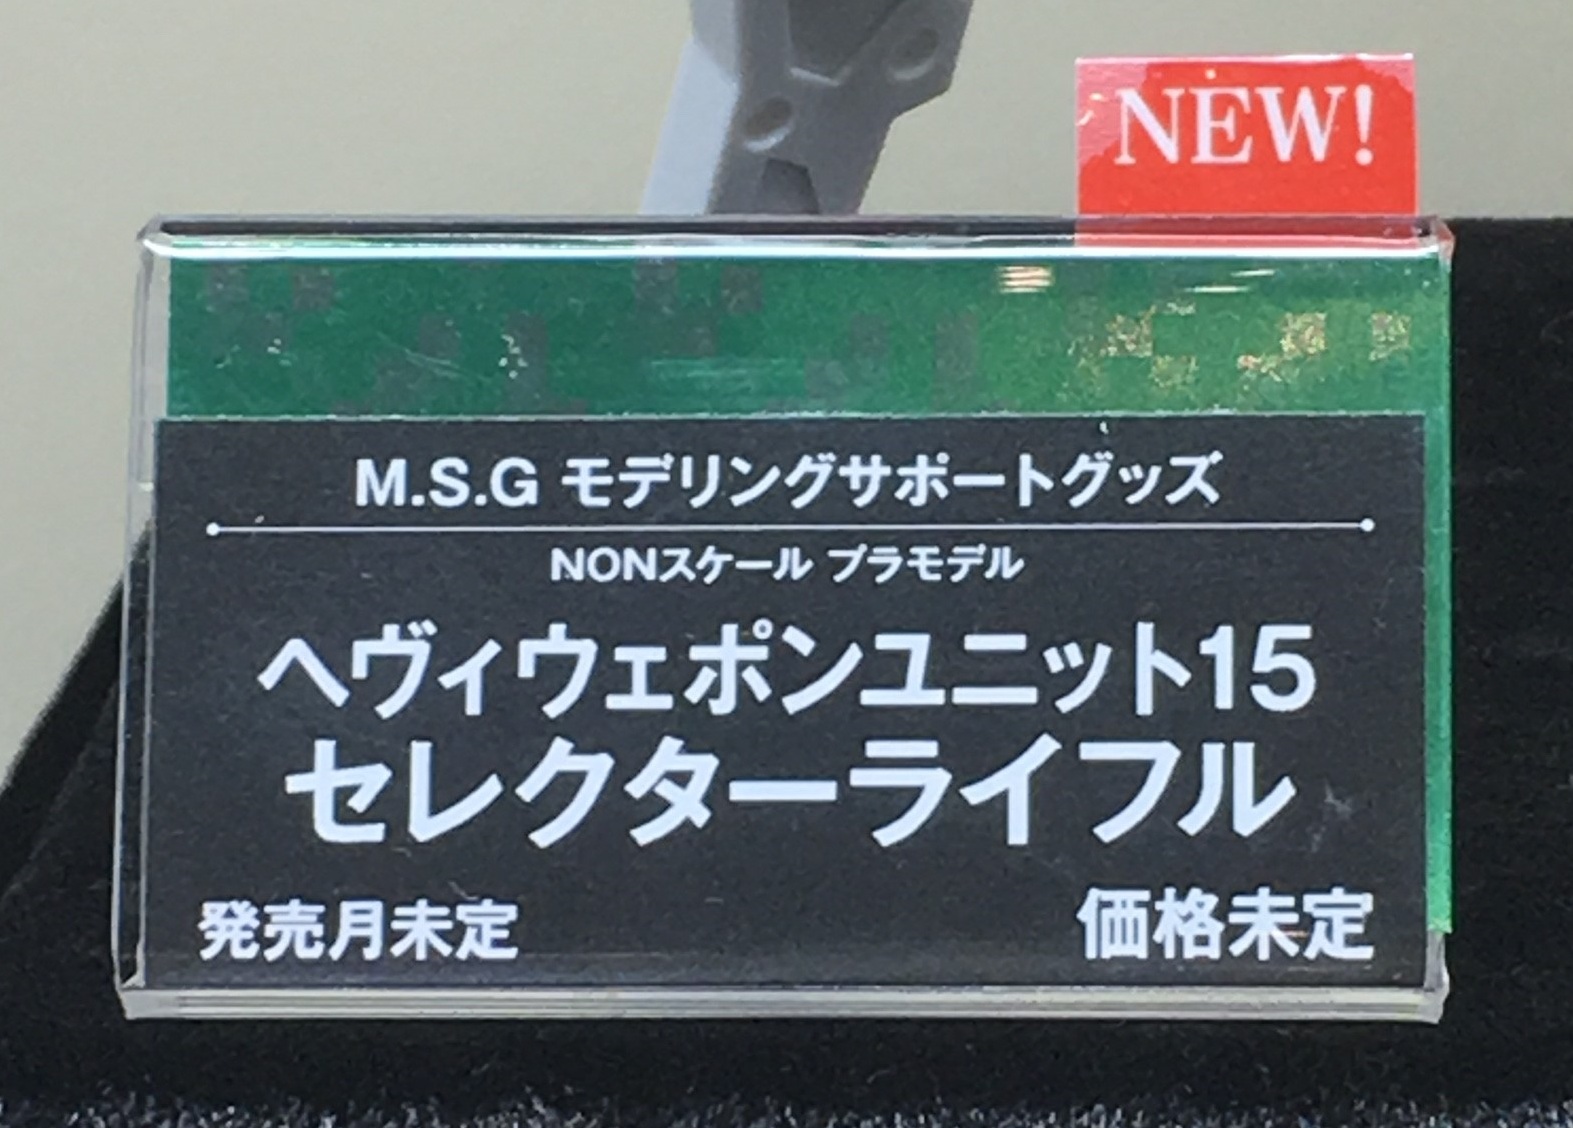 NEW!
M.S.G モデリングサポートグッズ
NONスケール プラモデル
ヘヴィウェポンユニット15
セレクターライフル
発売月未定
価格未定